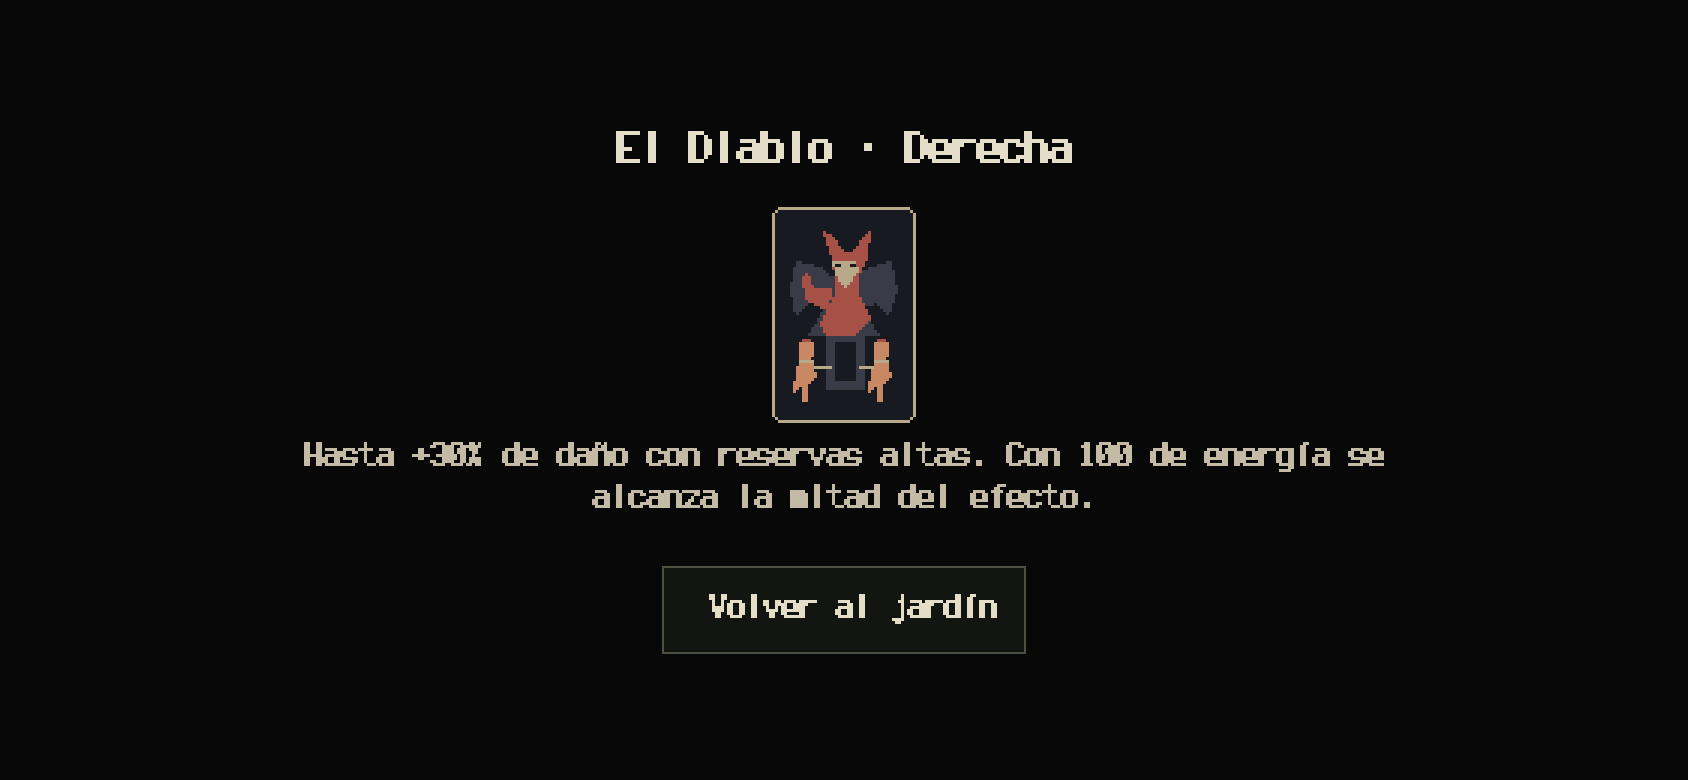 El Diablo · Derecha
Hasta +30% de daño con reservas altas. Con 100 de energía se
alcanza la mitad del efecto.
Volver al jardín